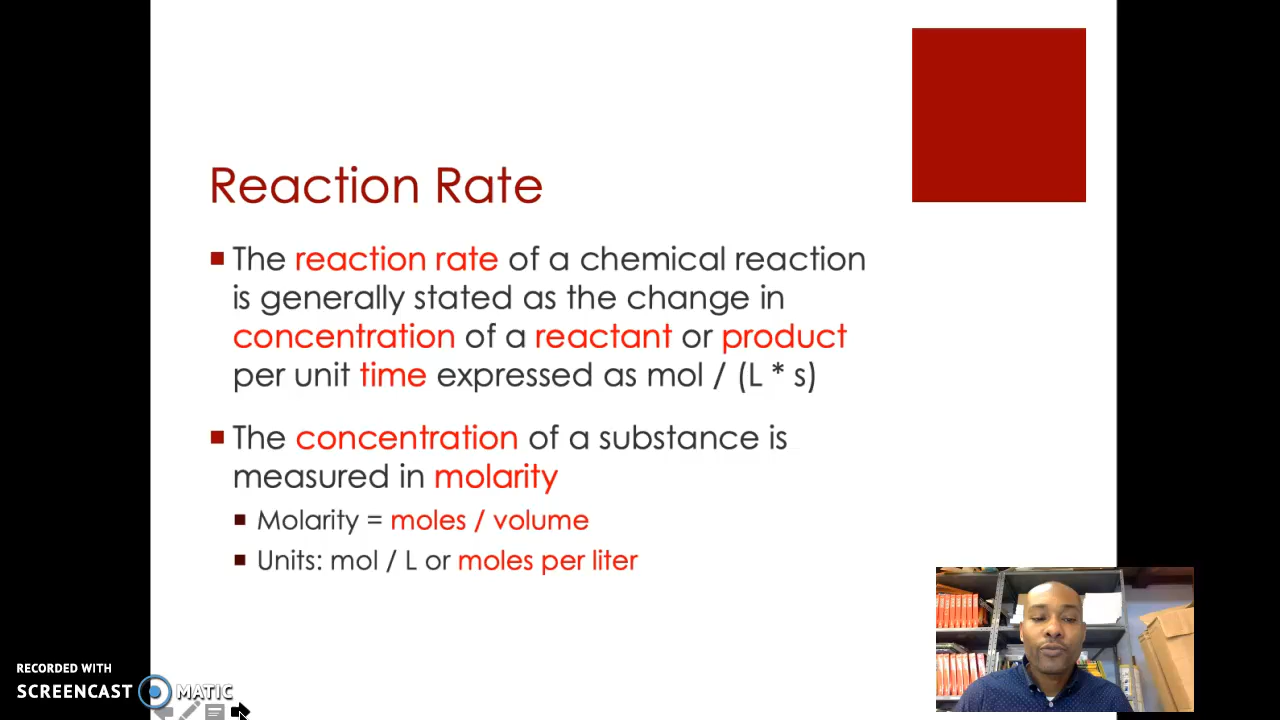 Reaction Rate
The reaction rate of a chemical reaction
is generally stated as the change in
concentration of a reactant or product
per unit time expressed as mol / (L * s)
The concentration of a substance is
measured in molarity
Molarity = moles / volume
Units: mol / L or moles per liter
RECORDED WITH
SCREENCAST MATIC